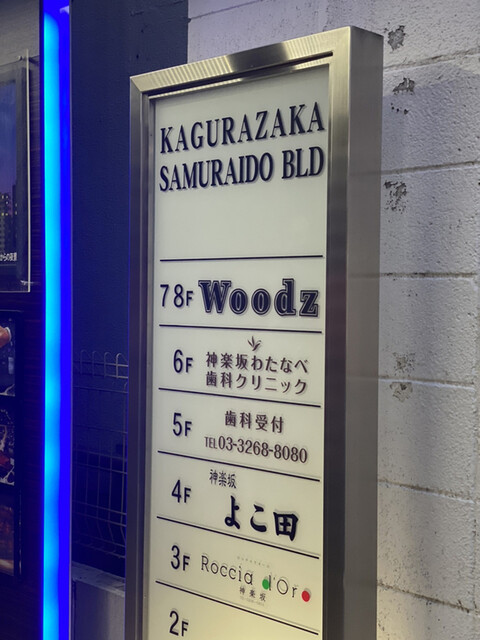 KAGURAZAKA
SAMURAIDO BLD
7 8F Woodz
6F 神楽坂わたなべ
歯科クリニック
5F 歯科受付
TEL 03-3268-8080
4F 神楽坂
よこ田
3F Roccia d'Oro
神楽坂
2F